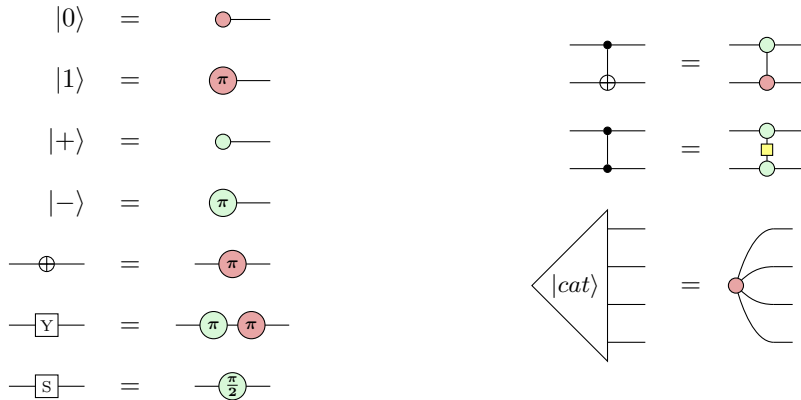 |0⟩ =
|1⟩ = π
|+⟩ =
|−⟩ = π
= π
Y = π π
S = π/2
=
=
|cat⟩ =